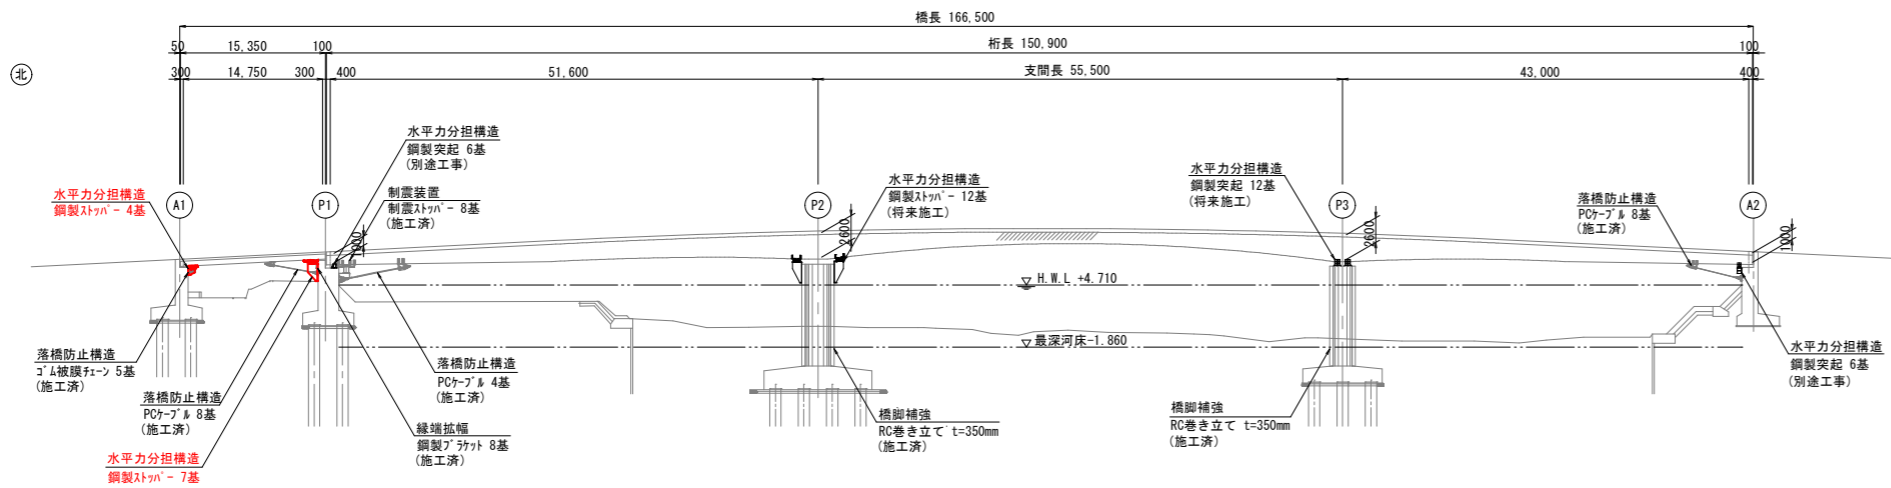 橋長 166,500
50
15,350
100
桁長 150,900
100
北
300
14,750
300
400
51,600
支間長 55,500
43,000
400
水平力分担構造
鋼製突起 6基
(別途工事)
制震装置
制震ストッパー 8基
(施工済)
水平力分担構造
鋼製ストッパー 4基
A1
P1
P2
P3
A2
水平力分担構造
鋼製ストッパー 12基
(将来施工)
水平力分担構造
鋼製突起 12基
(将来施工)
落橋防止構造
PCケーブル 8基
(施工済)
1000
2600
2600
1000
H.W.L +4.710
最深河床-1.860
落橋防止構造
ゴム被膜チェーン 5基
(施工済)
落橋防止構造
PCケーブル 8基
(施工済)
水平力分担構造
鋼製ストッパー 7基
落橋防止構造
PCケーブル 4基
(施工済)
縁端拡幅
鋼製ブラケット 8基
(施工済)
橋脚補強
RC巻き立て t=350mm
(施工済)
橋脚補強
RC巻き立て t=350mm
(施工済)
水平力分担構造
鋼製突起 6基
(別途工事)